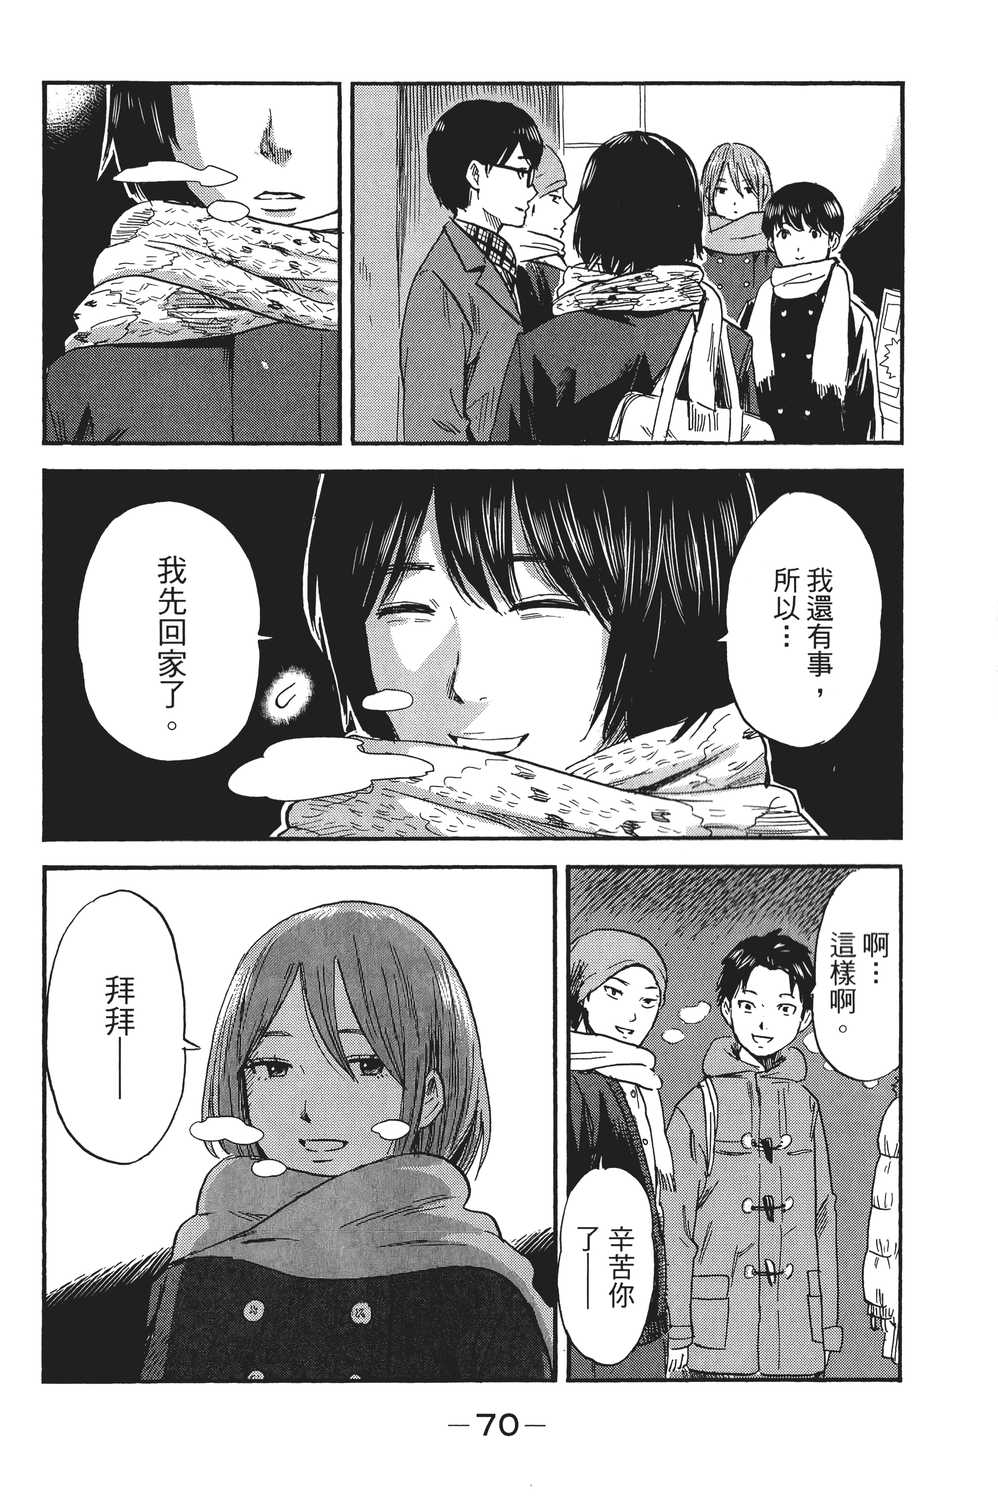 我還有事，
所以…
我先回家了。
啊…
這樣啊。
辛苦你
了——
拜拜——
—70—